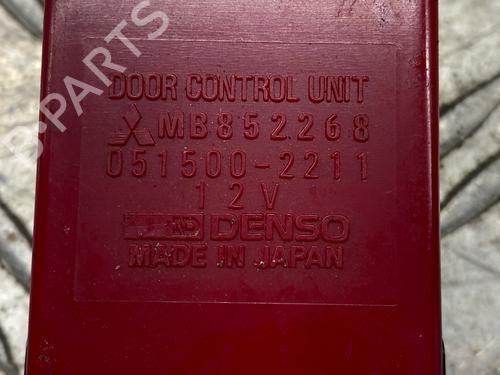 B-PARTS
DOOR CONTROL UNIT
MB852268
051500-2211
12V
DENSO
MADE IN JAPAN